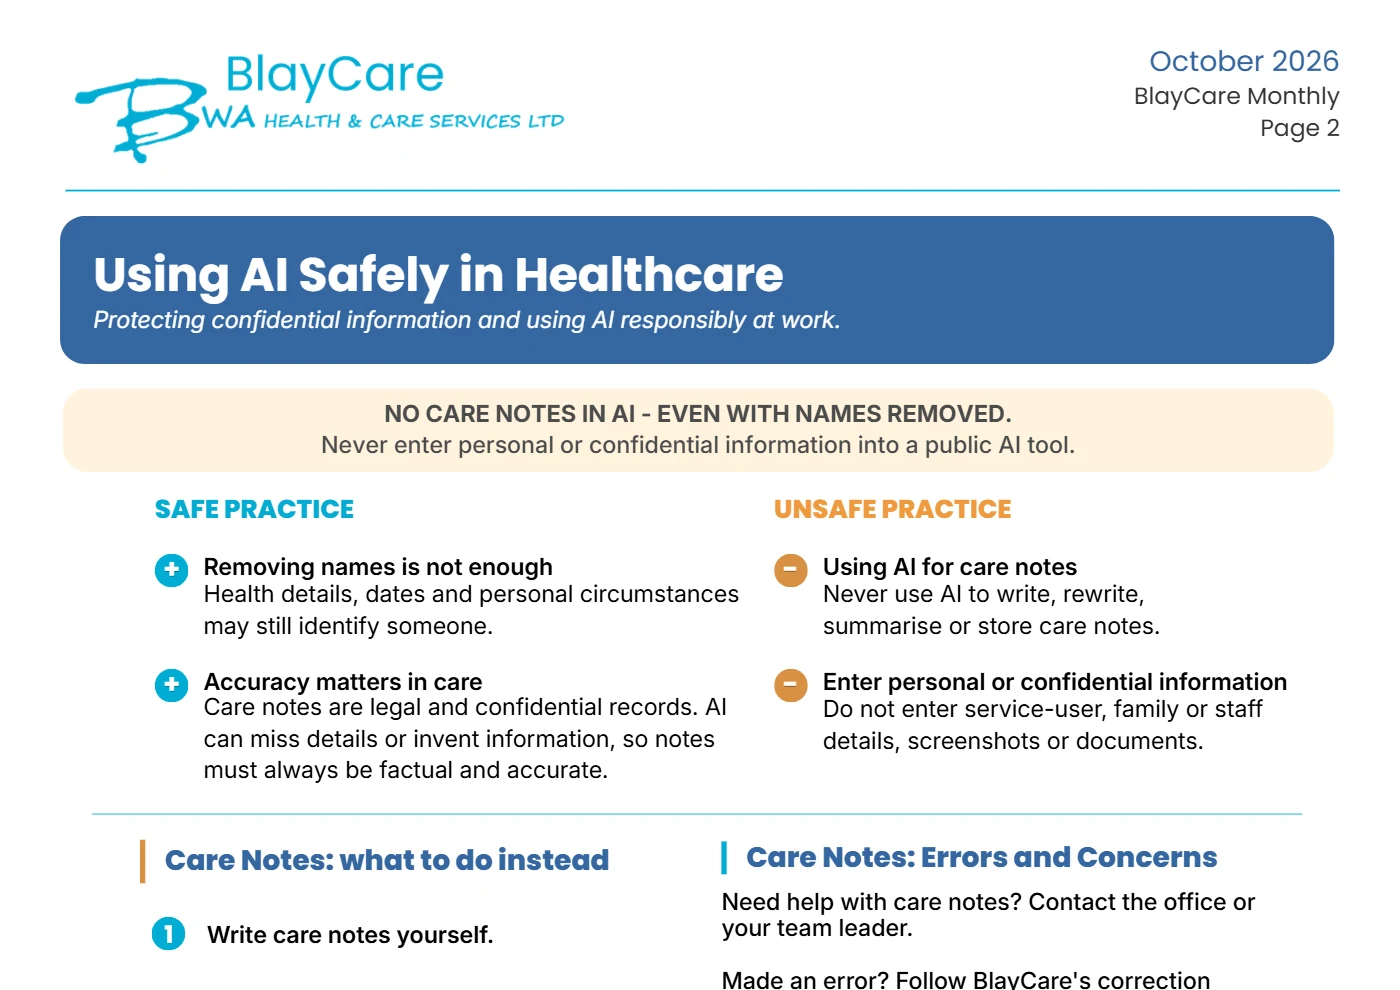 BlayCare
BWA HEALTH & CARE SERVICES LTD
October 2026
BlayCare Monthly
Page 2
Using AI Safely in Healthcare
Protecting confidential information and using AI responsibly at work.
NO CARE NOTES IN AI - EVEN WITH NAMES REMOVED.
Never enter personal or confidential information into a public AI tool.
SAFE PRACTICE
Removing names is not enough
Health details, dates and personal circumstances
may still identify someone.
Accuracy matters in care
Care notes are legal and confidential records. AI
can miss details or invent information, so notes
must always be factual and accurate.
UNSAFE PRACTICE
Using AI for care notes
Never use AI to write, rewrite,
summarise or store care notes.
Enter personal or confidential information
Do not enter service-user, family or staff
details, screenshots or documents.
Care Notes: what to do instead
1 Write care notes yourself.
Care Notes: Errors and Concerns
Need help with care notes? Contact the office or
your team leader.
Made an error? Follow BlayCare's correction